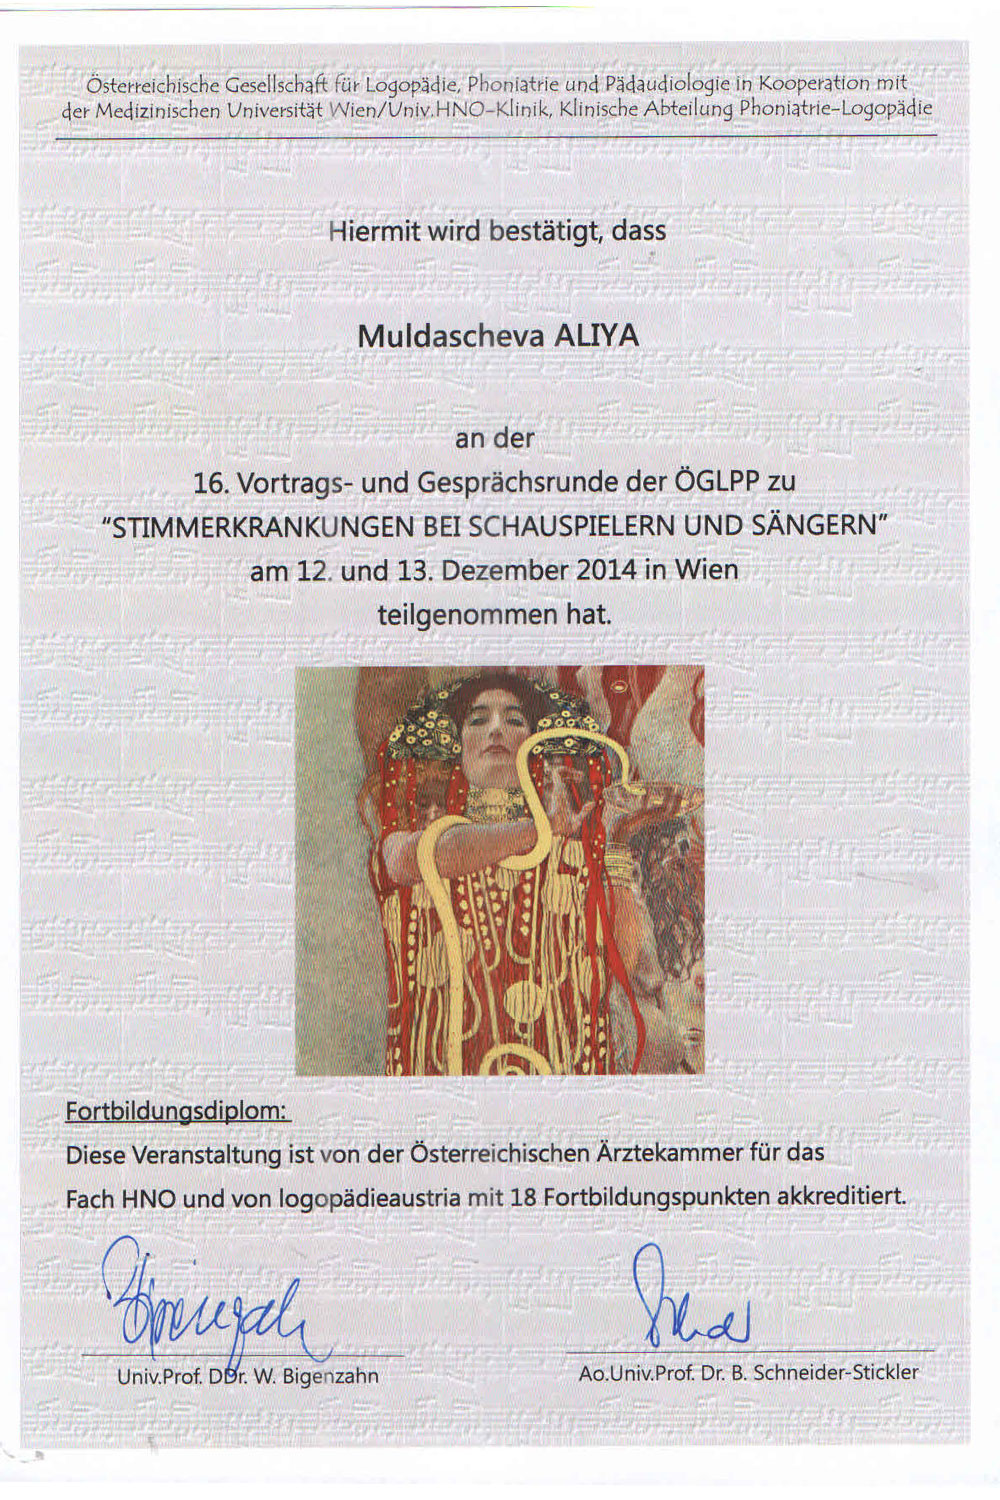 Österreichische Gesellschaft für Logopädie, Phoniatrie und Pädaudiologie in Kooperation mit
der Medizinischen Universität Wien/Univ.HNO-Klinik, Klinische Abteilung Phoniatrie-Logopädie
Hiermit wird bestätigt, dass
Muldascheva ALIYA
an der
16. Vortrags- und Gesprächsrunde der ÖGLPP zu
“STIMMERKRANKUNGEN BEI SCHAUSPIELERN UND SÄNGERN”
am 12. und 13. Dezember 2014 in Wien
teilgenommen hat.
Fortbildungsdiplom:
Diese Veranstaltung ist von der Österreichischen Ärztekammer für das
Fach HNO und von logopädieaustria mit 18 Fortbildungspunkten akkreditiert.
Univ.Prof. DDr. W. Bigenzahn
Ao.Univ.Prof. Dr. B. Schneider-Stickler